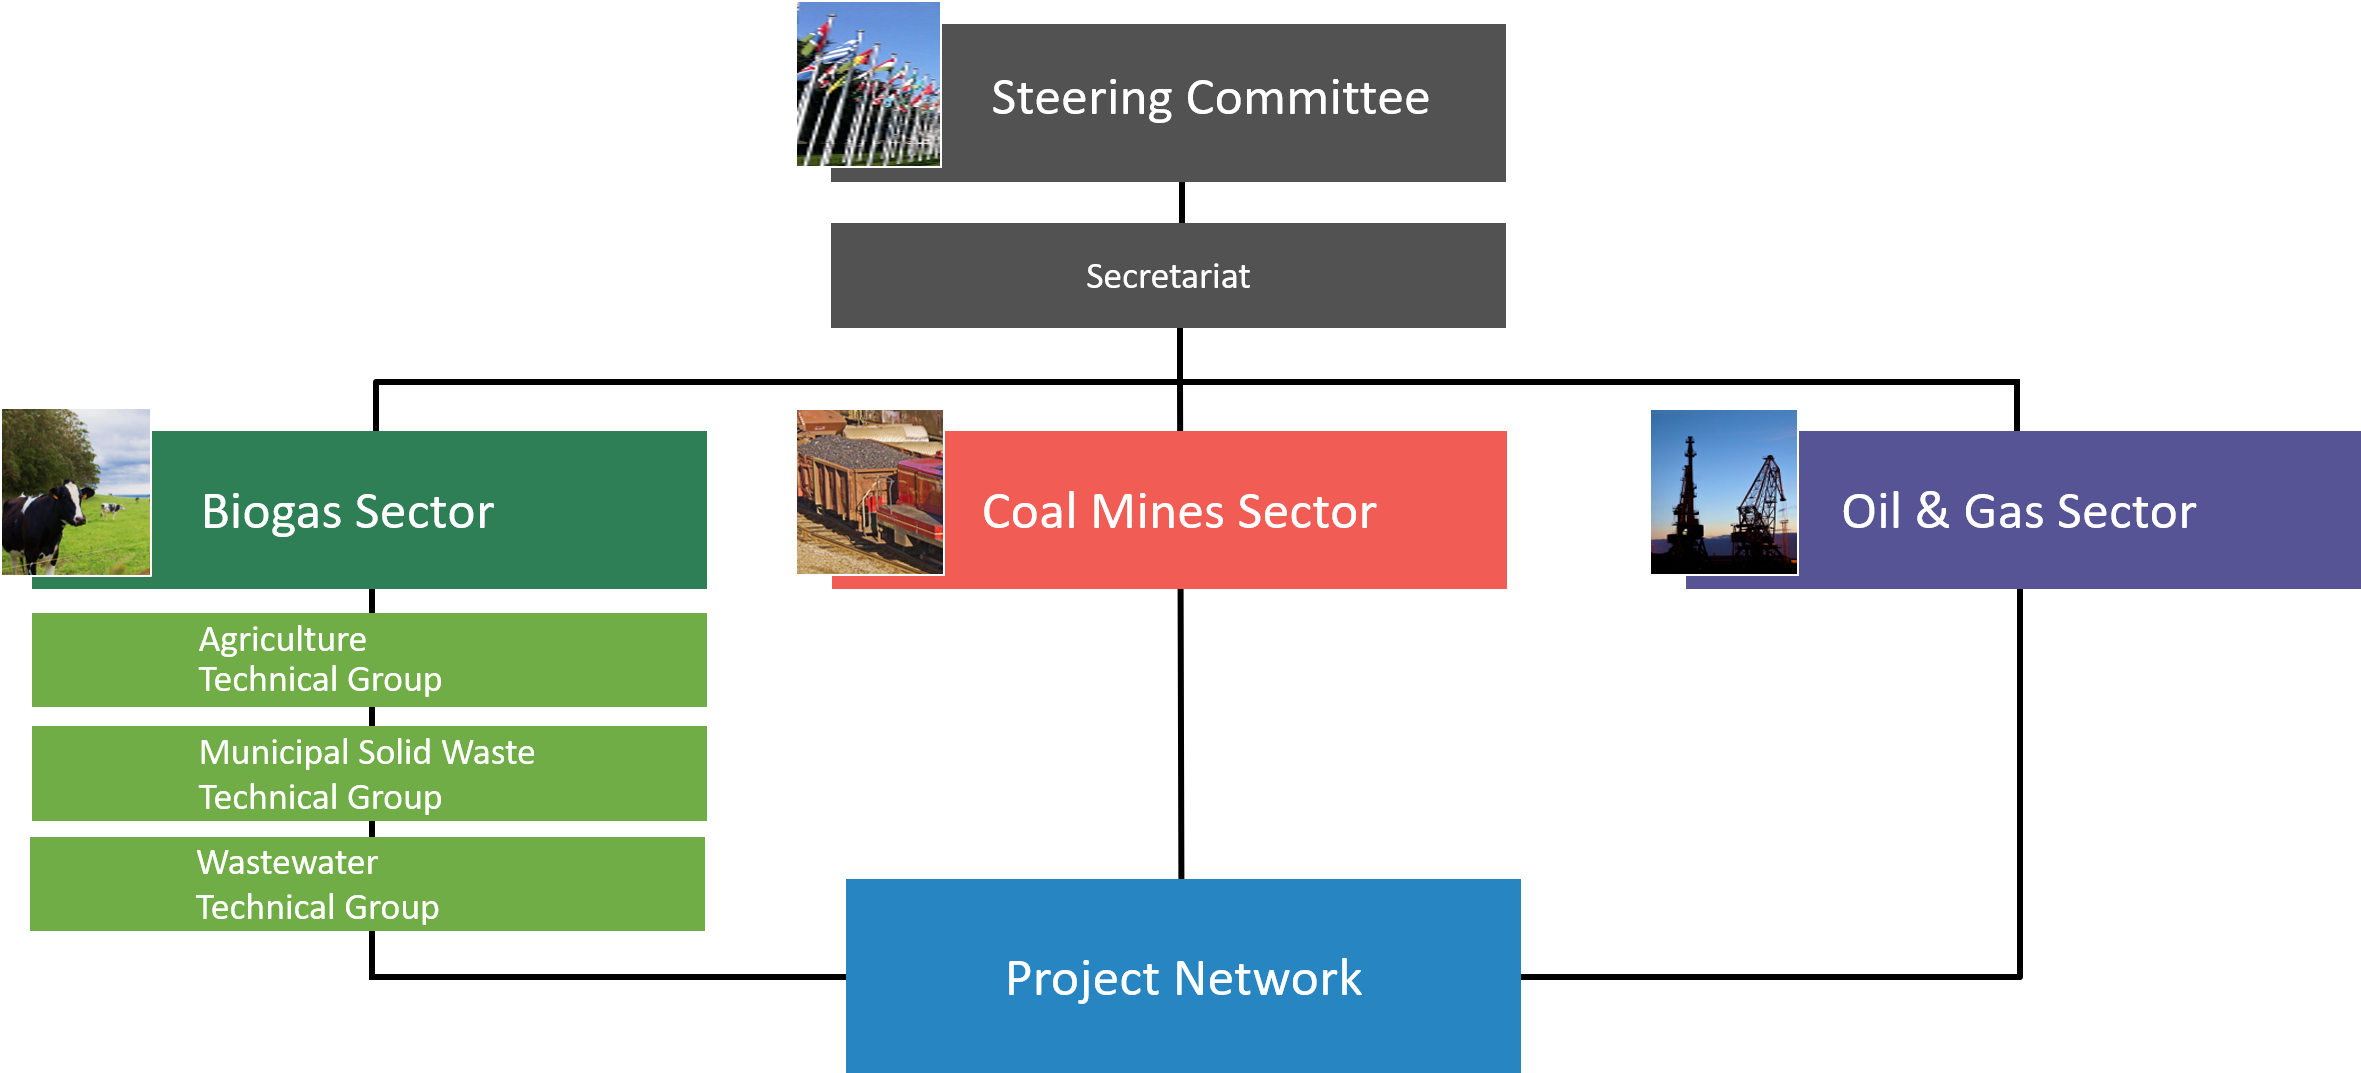 Steering Committee
Secretariat
Biogas Sector
Coal Mines Sector
Oil & Gas Sector
Agriculture
Technical Group
Municipal Solid Waste
Technical Group
Wastewater
Technical Group
Project Network